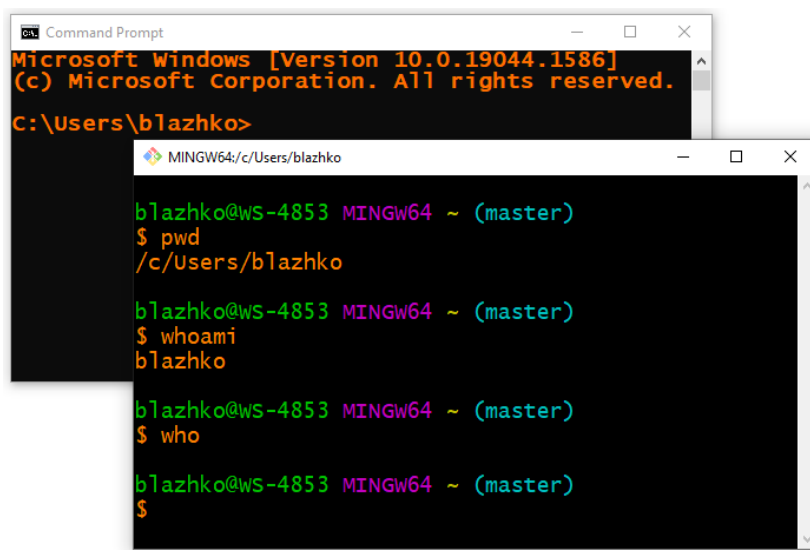 Command Prompt
Microsoft Windows [Version 10.0.19044.1586]
(c) Microsoft Corporation. All rights reserved.
C:\Users\blazhko>
MINGW64:/c/Users/blazhko
blazhko@WS-4853 MINGW64 ~ (master)
$ pwd
/c/Users/blazhko
blazhko@WS-4853 MINGW64 ~ (master)
$ whoami
blazhko
blazhko@WS-4853 MINGW64 ~ (master)
$ who
blazhko@WS-4853 MINGW64 ~ (master)
$